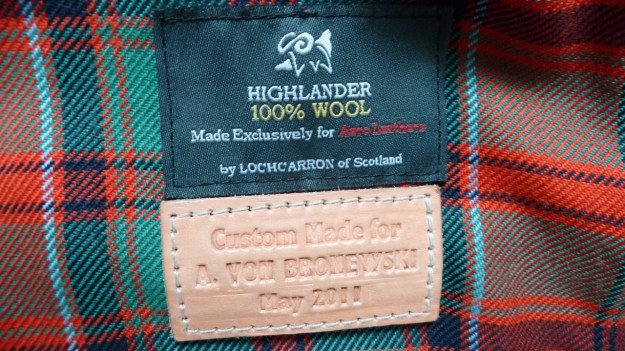 HIGHLANDER
100% WOOL
Made Exclusively for Aero Leathers
by LOCHCARRON of Scotland
Custom Made for
A. VON BRONEWSKI
May 2011